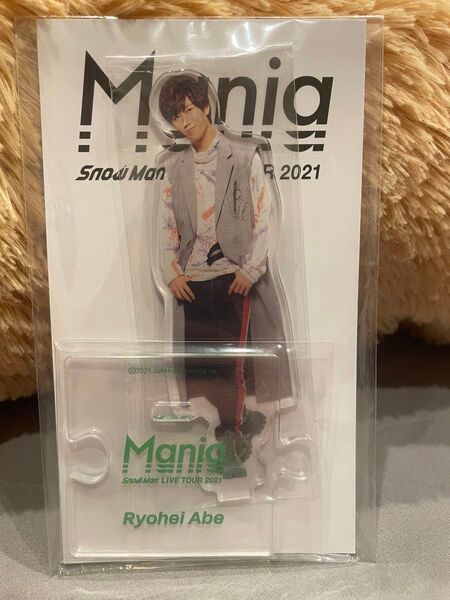 Mania
Snow Man R 2021
©2021 Johnny
Mania
Snow Man LIVE TOUR 2021
Ryohei Abe